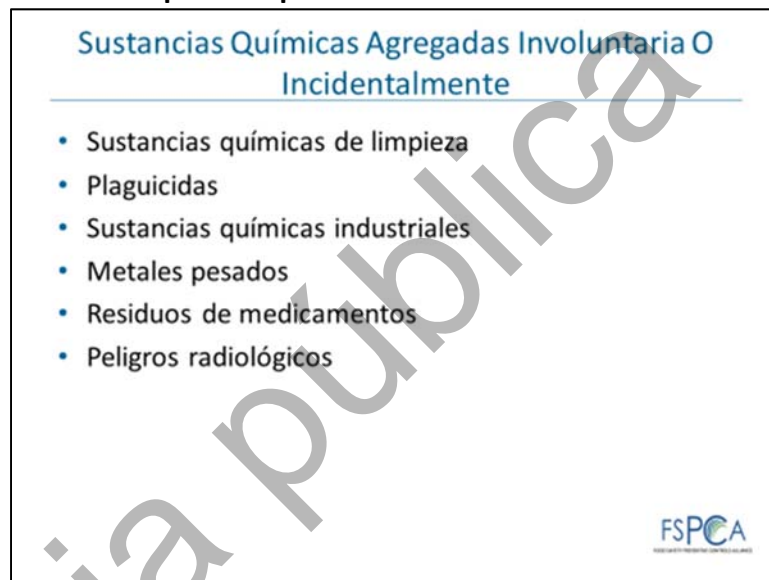 Sustancias Químicas Agregadas Involuntaria O
Incidentalmente
• Sustancias químicas de limpieza
• Plaguicidas
• Sustancias químicas industriales
• Metales pesados
• Residuos de medicamentos
• Peligros radiológicos
pública
FSPCA